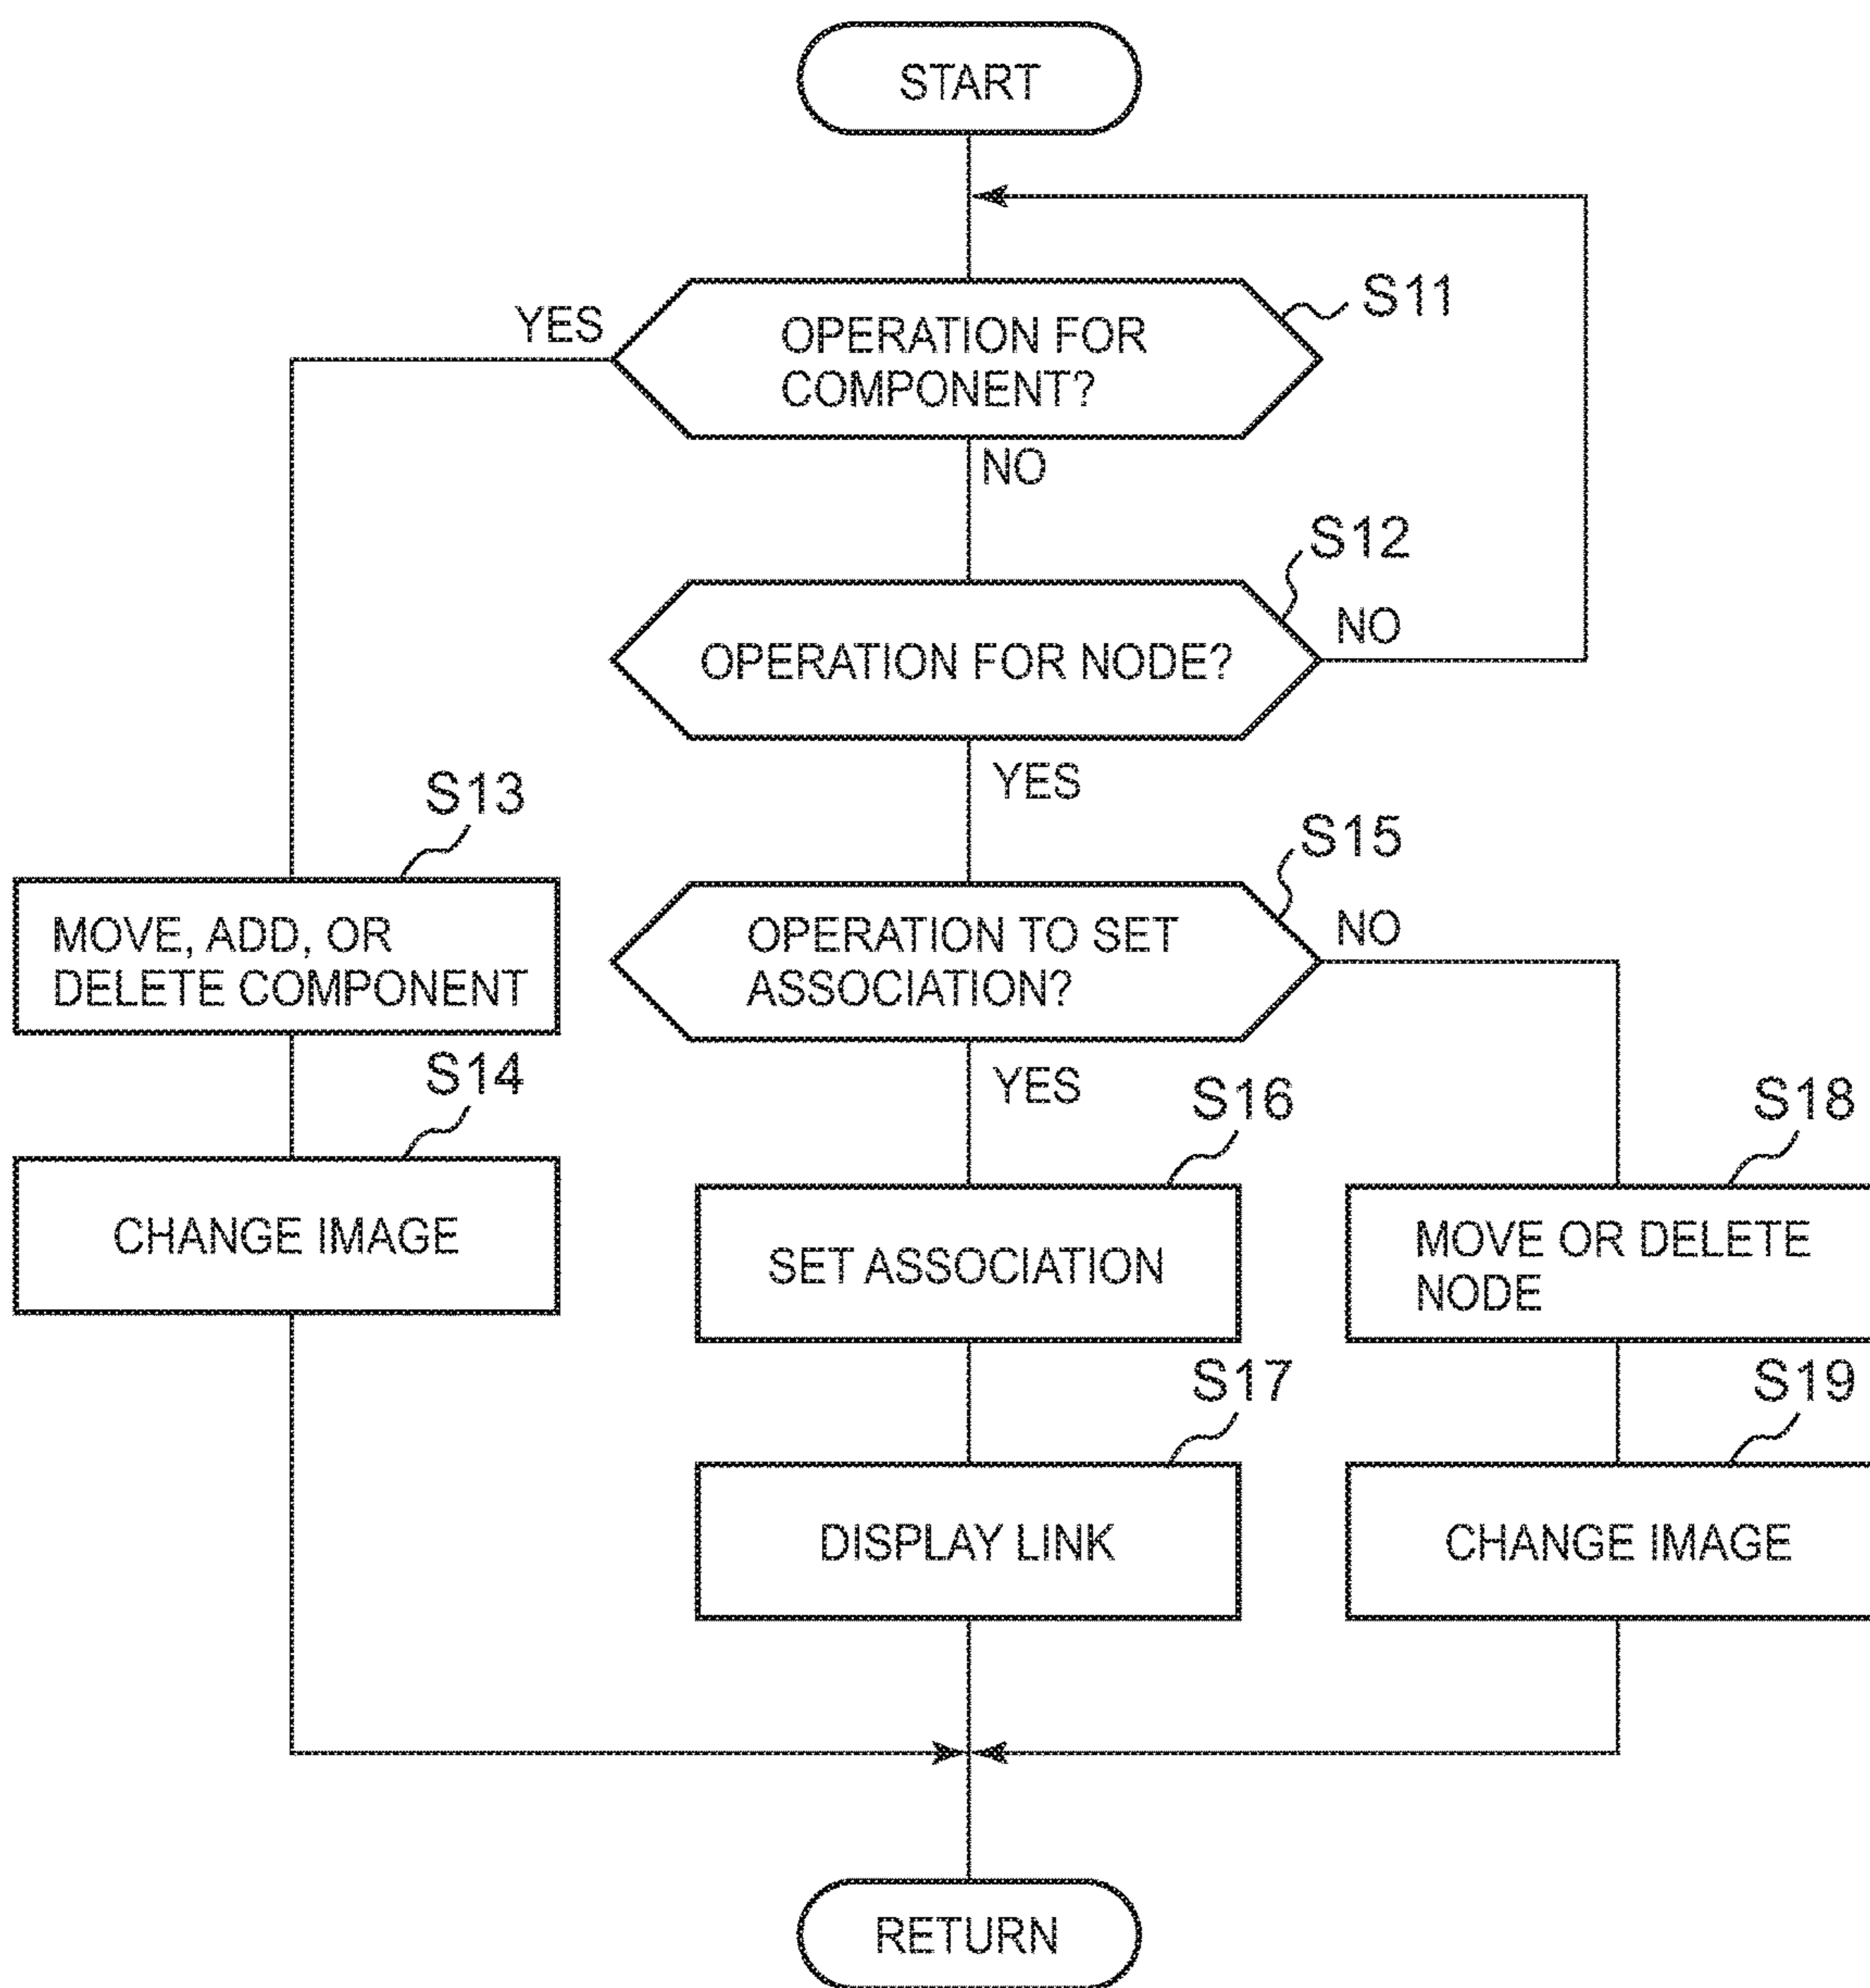 START
S11
YES
OPERATION FOR
COMPONENT?
NO
S12
OPERATION FOR NODE?
NO
YES
S13
S15
MOVE, ADD, OR
DELETE COMPONENT
OPERATION TO SET
ASSOCIATION?
NO
S14
YES
S16
S18
CHANGE IMAGE
SET ASSOCIATION
MOVE OR DELETE
NODE
S17
S19
DISPLAY LINK
CHANGE IMAGE
RETURN